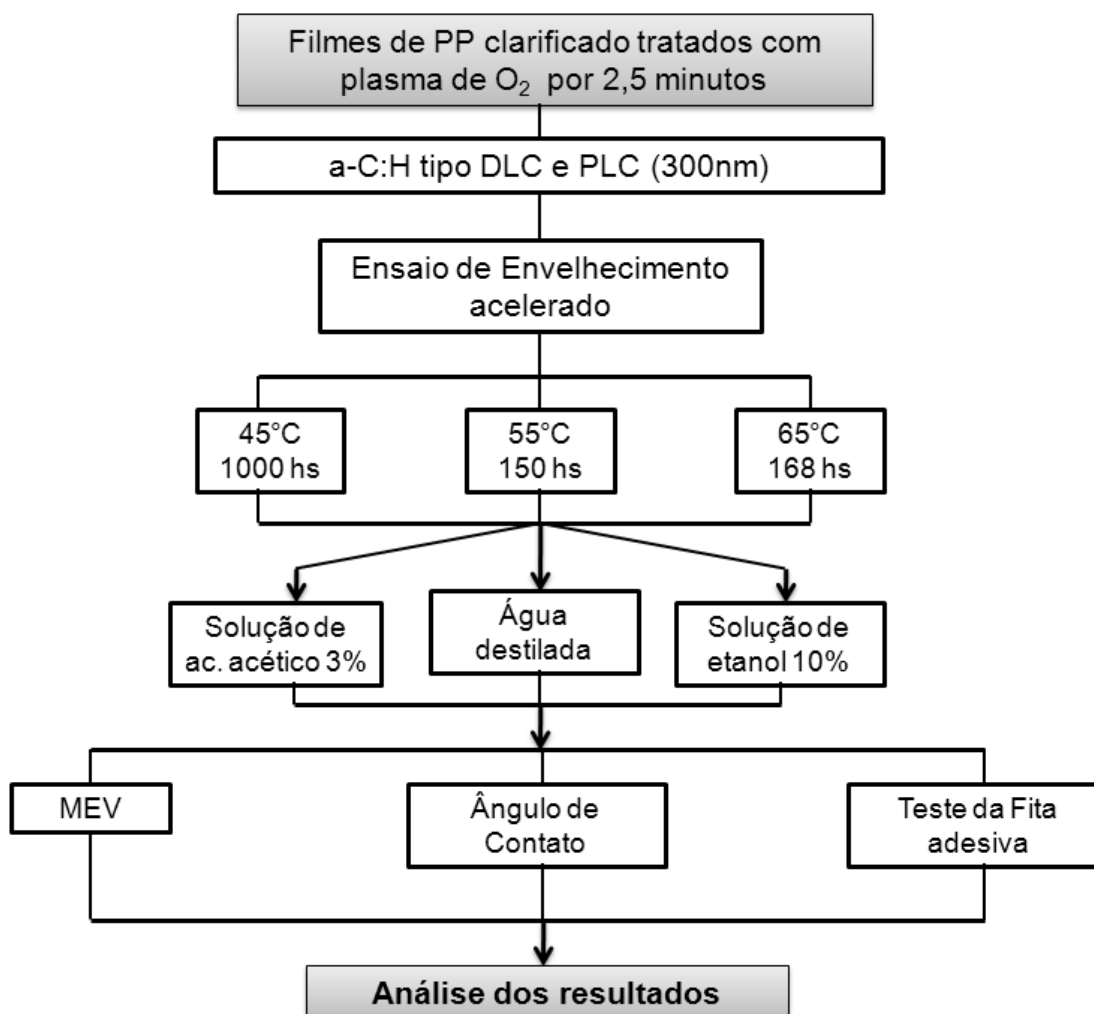 Filmes de PP clarificado tratados com
plasma de O₂ por 2,5 minutos
a-C:H tipo DLC e PLC (300nm)
Ensaio de Envelhecimento
acelerado
45°C
1000 hs
55°C
150 hs
65°C
168 hs
Solução de
ac. acético 3%
Água
destilada
Solução de
etanol 10%
MEV
Ângulo de
Contato
Teste da Fita
adesiva
Análise dos resultados